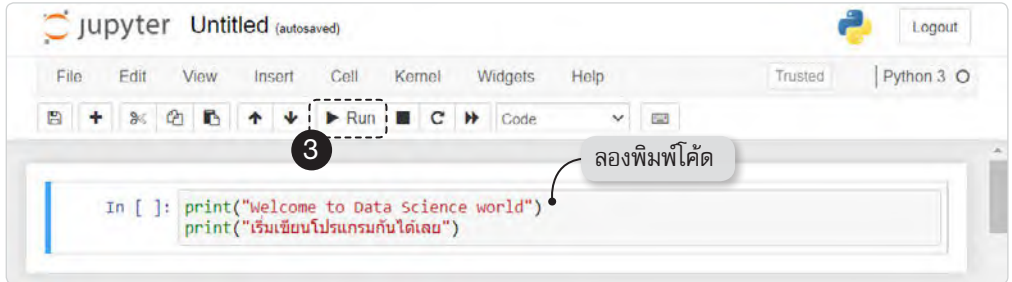 jupyter Untitled (autosaved) Logout
File Edit View Insert Cell Kernel Widgets Help Trusted Python 3
Run Code
3
ลองพิมพ์โค้ด
In [ ]: print("Welcome to Data Science world")
print("เริ่มเขียนโปรแกรมกันได้เลย")